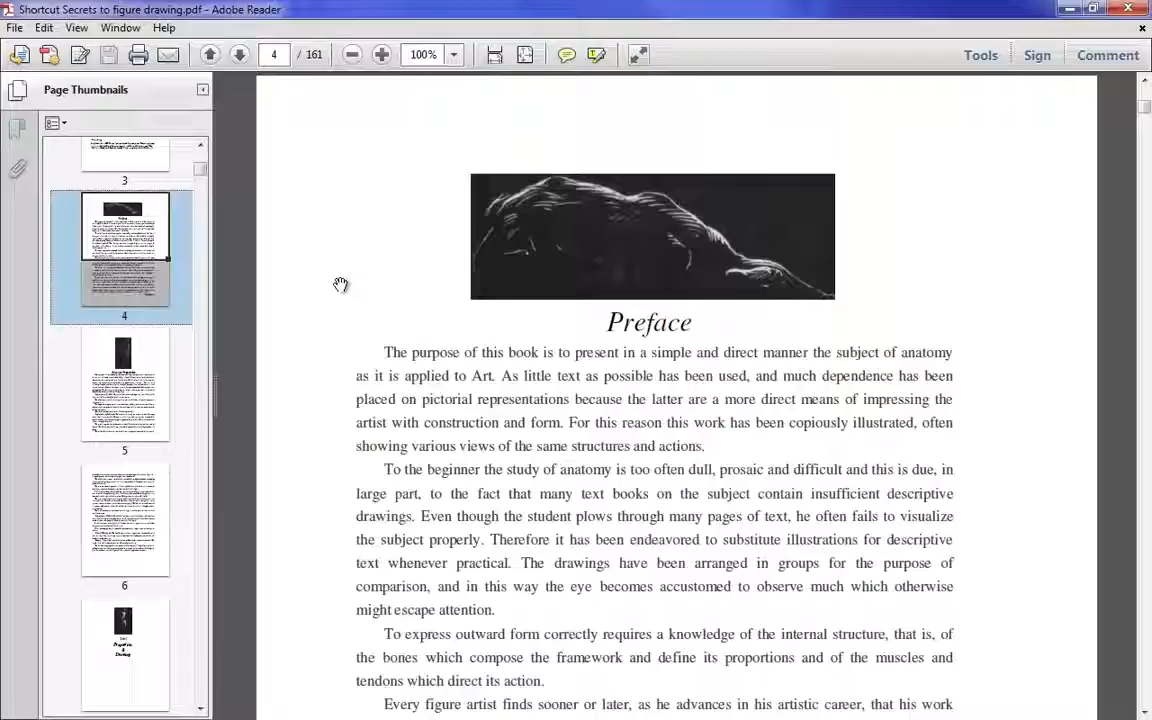 Shortcut Secrets to figure drawing.pdf - Adobe Reader
File Edit View Window Help
4 / 161 100% Tools Sign Comment
Page Thumbnails
3
4
5
6
Preface
The purpose of this book is to present in a simple and direct manner the subject of anatomy
as it is applied to Art. As little text as possible has been used, and much dependence has been
placed on pictorial representations because the latter are a more direct means of impressing the
artist with construction and form. For this reason this work has been copiously illustrated, often
showing various views of the same structures and actions.
To the beginner the study of anatomy is too often dull, prosaic and difficult and this is due, in
large part, to the fact that many text books on the subject contain insufficient descriptive
drawings. Even though the student plows through many pages of text, he often fails to visualize
the subject properly. Therefore it has been endeavored to substitute illustrations for descriptive
text whenever practical. The drawings have been arranged in groups for the purpose of
comparison, and in this way the eye becomes accustomed to observe much which otherwise
might escape attention.
To express outward form correctly requires a knowledge of the internal structure, that is, of
the bones which compose the framework and define its proportions and of the muscles and
tendons which direct its action.
Every figure artist finds sooner or later, as he advances in his artistic career, that his work